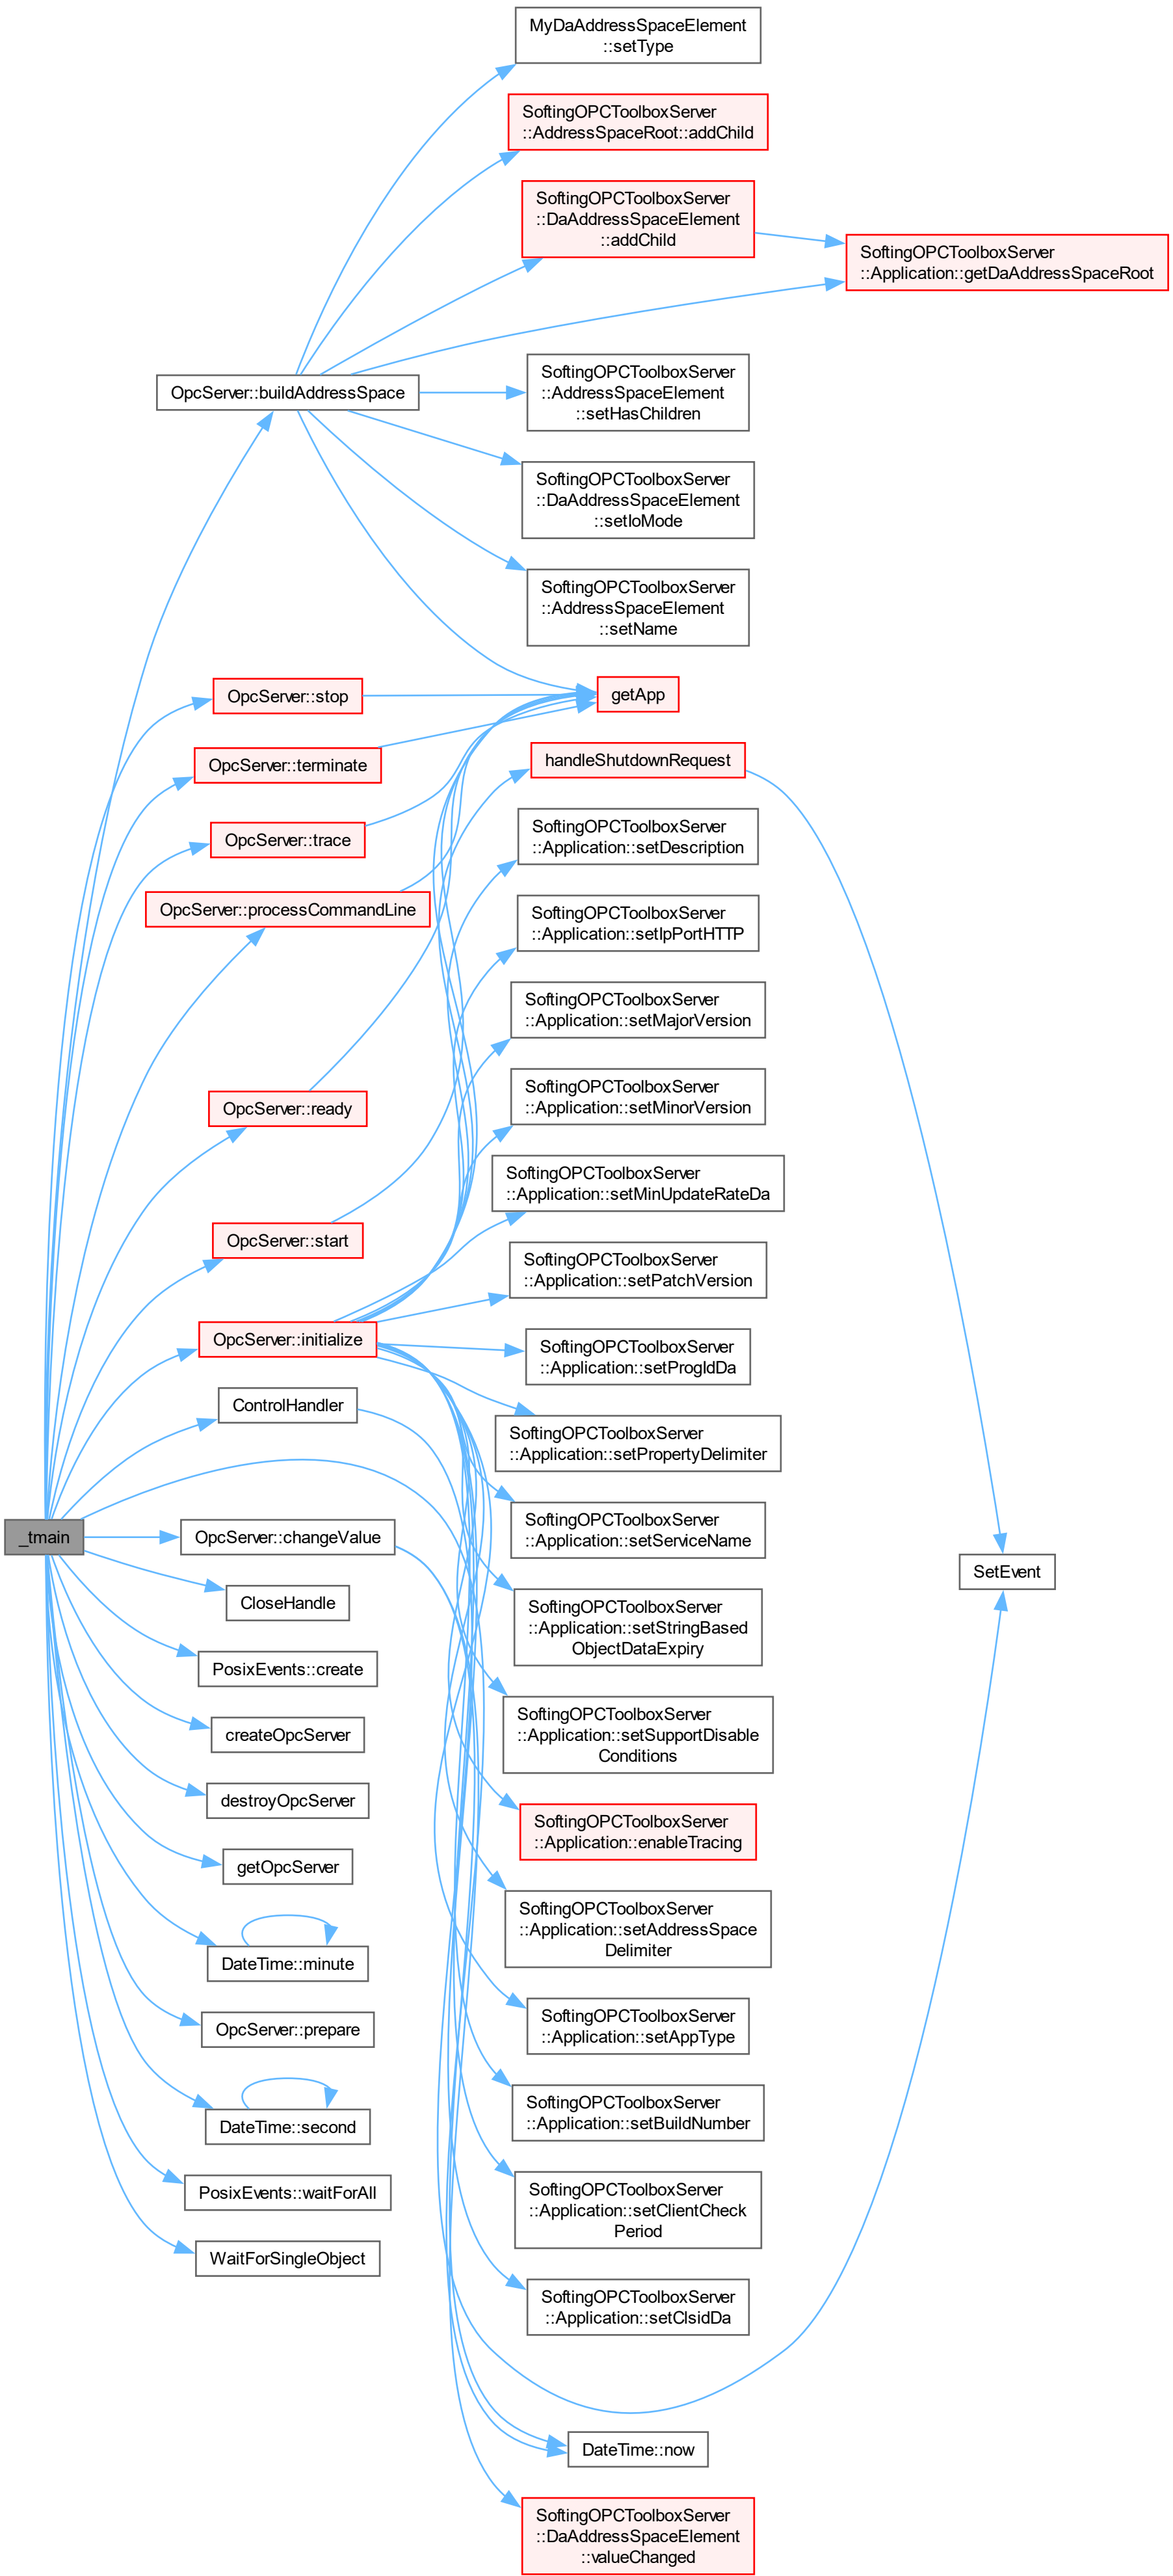 MyDaAddressSpaceElement
::setType
SoftingOPCToolboxServer
::AddressSpaceRoot::addChild
SoftingOPCToolboxServer
::DaAddressSpaceElement
::addChild
SoftingOPCToolboxServer
::Application::getDaAddressSpaceRoot
OpcServer::buildAddressSpace
SoftingOPCToolboxServer
::AddressSpaceElement
::setHasChildren
SoftingOPCToolboxServer
::DaAddressSpaceElement
::setIoMode
SoftingOPCToolboxServer
::AddressSpaceElement
::setName
OpcServer::stop
getApp
OpcServer::terminate
handleShutdownRequest
OpcServer::trace
SoftingOPCToolboxServer
::Application::setDescription
OpcServer::processCommandLine
SoftingOPCToolboxServer
::Application::setIpPortHTTP
SoftingOPCToolboxServer
::Application::setMajorVersion
OpcServer::ready
SoftingOPCToolboxServer
::Application::setMinorVersion
SoftingOPCToolboxServer
::Application::setMinUpdateRateDa
OpcServer::start
SoftingOPCToolboxServer
::Application::setPatchVersion
OpcServer::initialize
SoftingOPCToolboxServer
::Application::setProgIdDa
ControlHandler
SoftingOPCToolboxServer
::Application::setPropertyDelimiter
_tmain
OpcServer::changeValue
SoftingOPCToolboxServer
::Application::setServiceName
SetEvent
CloseHandle
SoftingOPCToolboxServer
::Application::setStringBased
ObjectDataExpiry
PosixEvents::create
createOpcServer
SoftingOPCToolboxServer
::Application::setSupportDisable
Conditions
destroyOpcServer
SoftingOPCToolboxServer
::Application::enableTracing
getOpcServer
SoftingOPCToolboxServer
::Application::setAddressSpace
Delimiter
DateTime::minute
OpcServer::prepare
SoftingOPCToolboxServer
::Application::setAppType
DateTime::second
SoftingOPCToolboxServer
::Application::setBuildNumber
PosixEvents::waitForAll
SoftingOPCToolboxServer
::Application::setClientCheck
Period
WaitForSingleObject
SoftingOPCToolboxServer
::Application::setClsidDa
DateTime::now
SoftingOPCToolboxServer
::DaAddressSpaceElement
::valueChanged